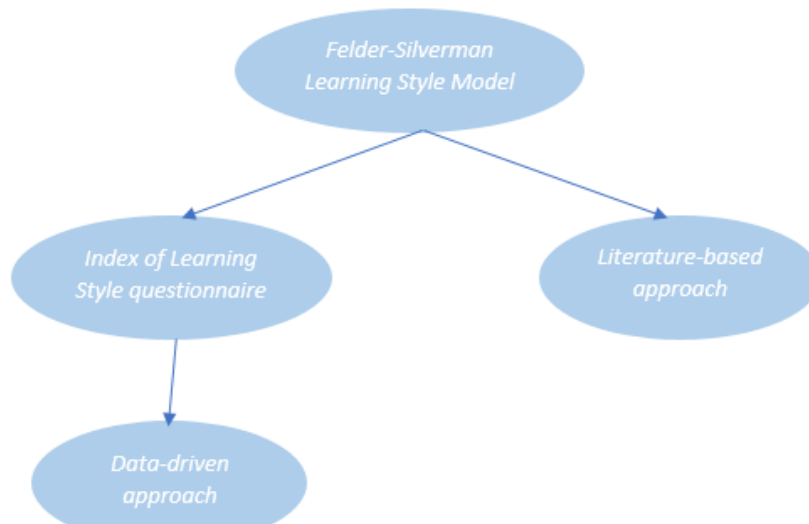 Felder-Silverman
Learning Style Model
Index of Learning
Style questionnaire
Literature-based
approach
Data-driven
approach